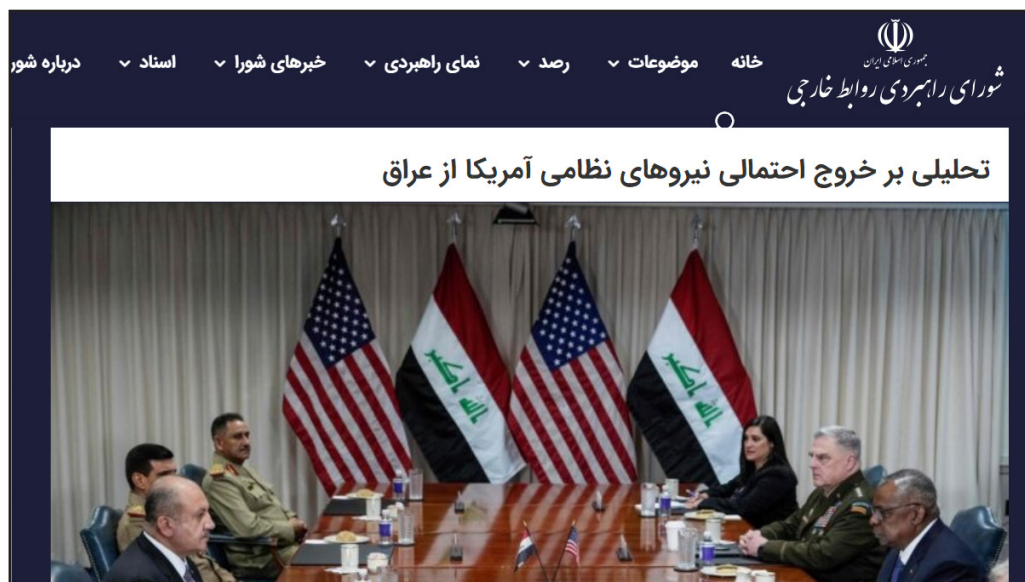 جمهوری اسلامی ایران
شورای راهبردی روابط خارجی
خانه موضوعات رصد نمای راهبردی خبرهای شورا اسناد درباره شور
تحلیلی بر خروج احتمالی نیروهای نظامی آمریکا از عراق
الله اكبر
الله اكبر